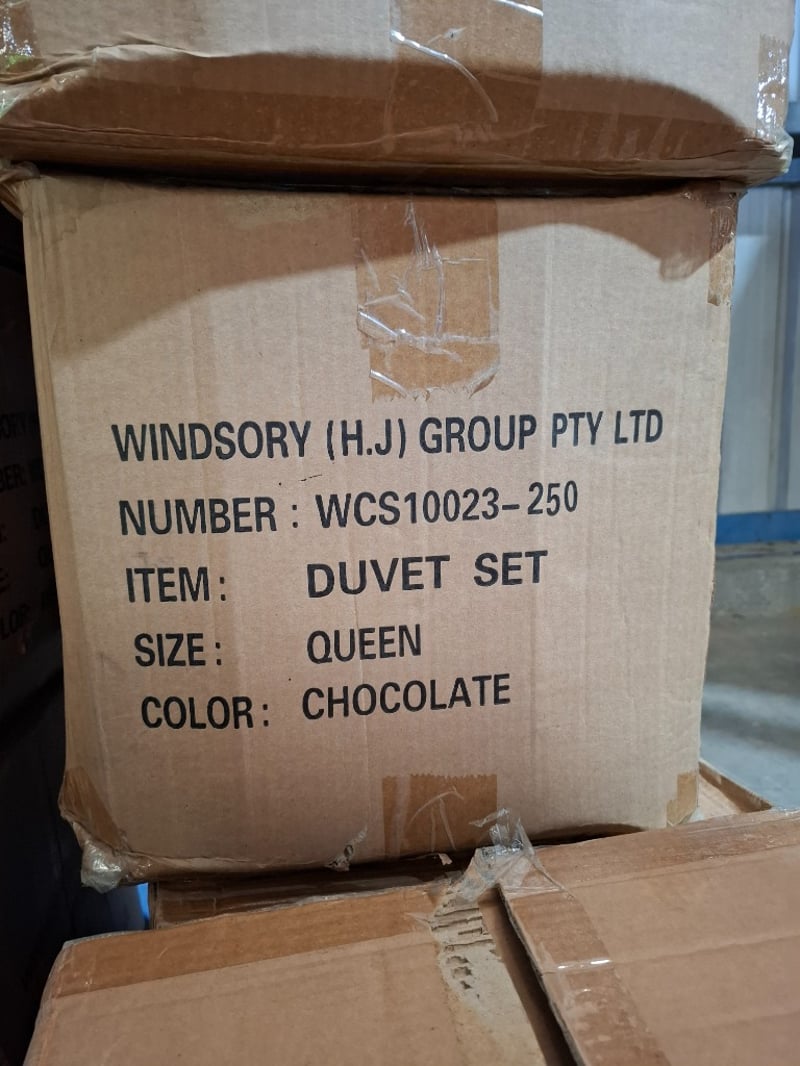 WINDSORY (H.J) GROUP PTY LTD
NUMBER : WCS10023-250
ITEM : DUVET SET
SIZE : QUEEN
COLOR : CHOCOLATE